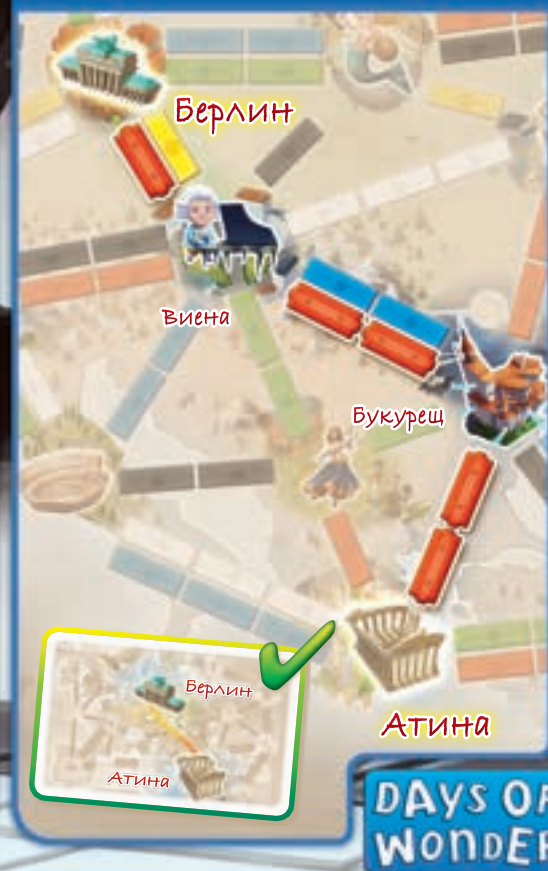 Берлин
Виена
Букурещ
Берлин
Атина
Атина
DAYS OF
WONDER